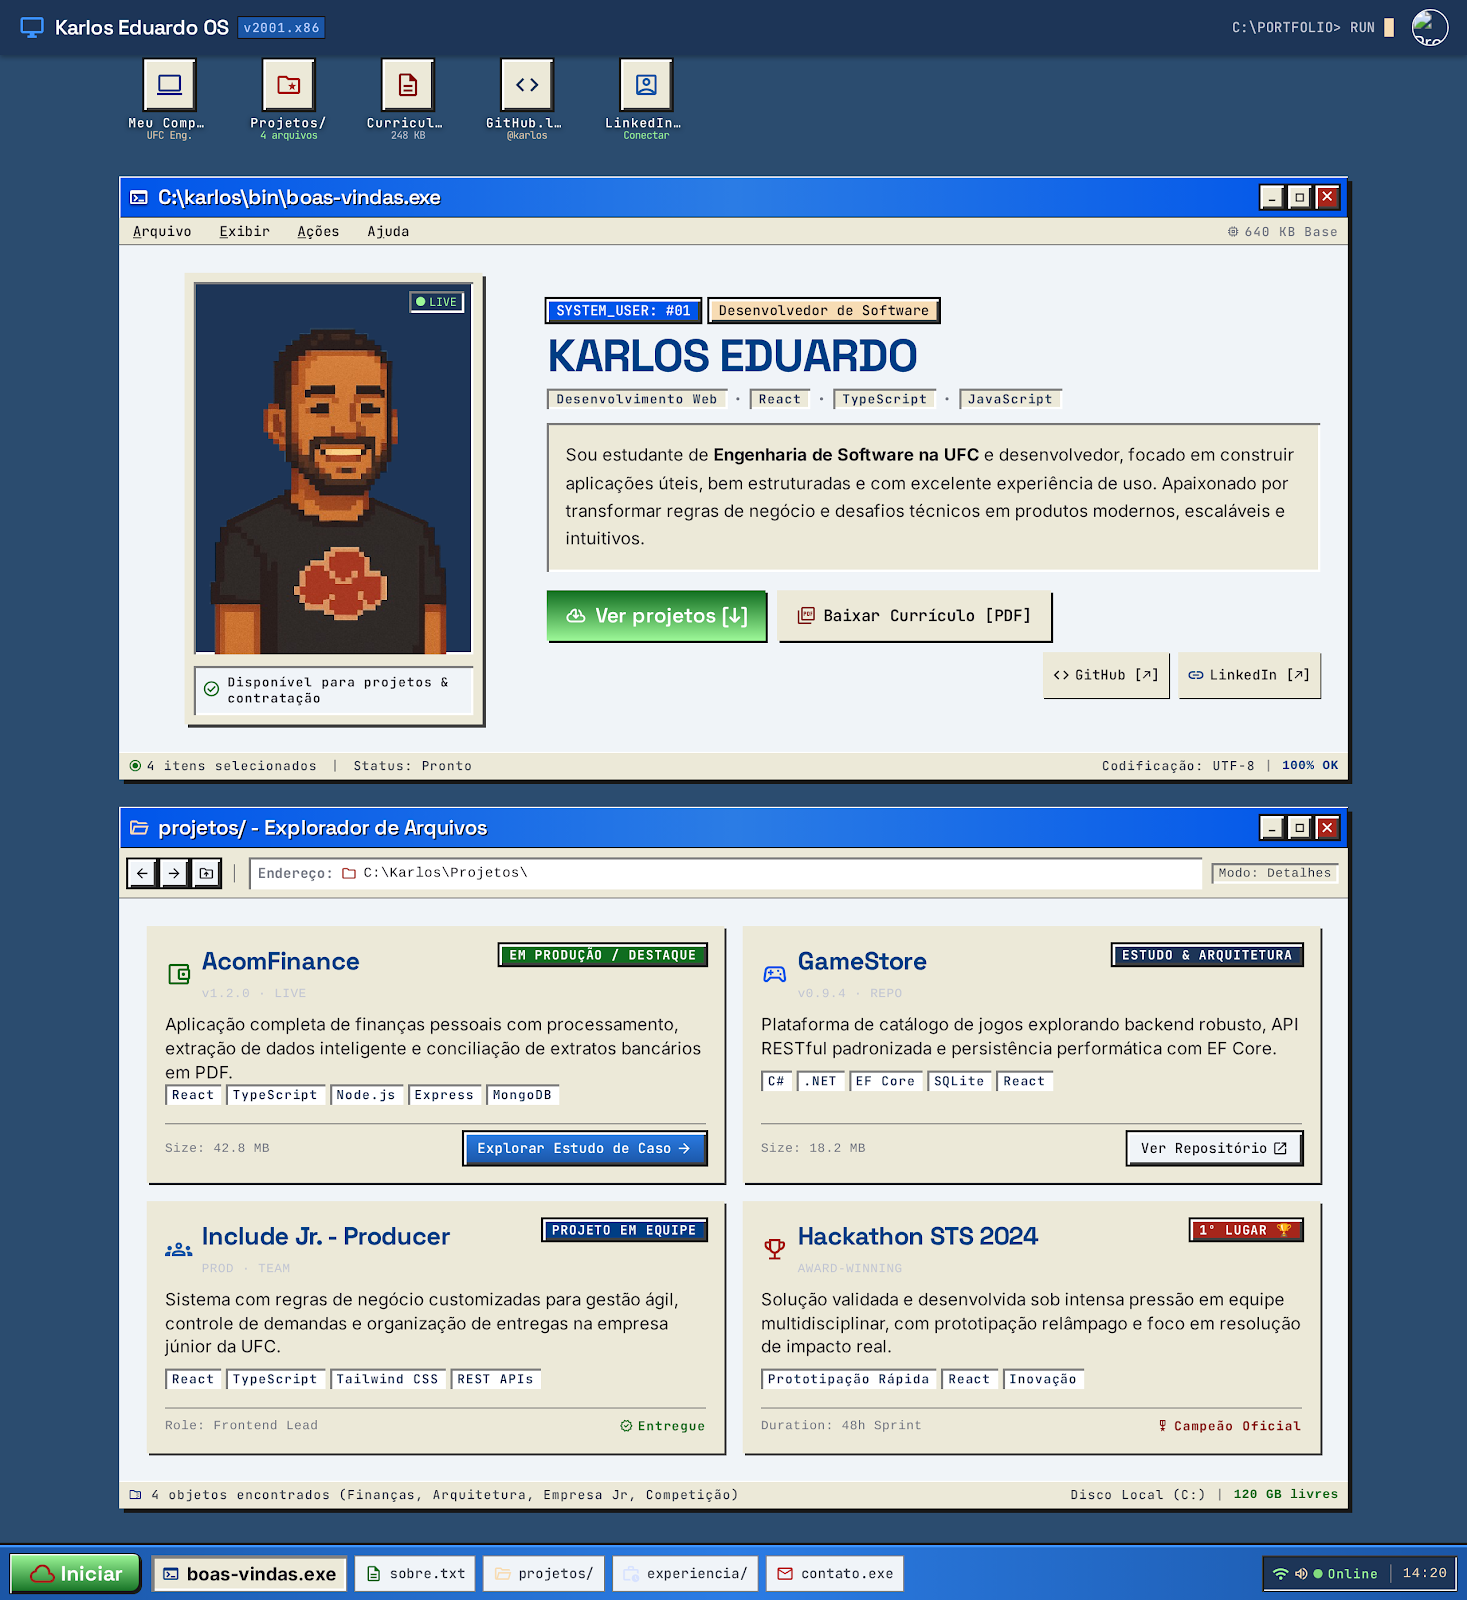 Karlos Eduardo OS v2001.x86
C:\PORTFOLIO> RUN
Meu Comp…
UFC Eng.
Projetos/
4 arquivos
Curricul…
248 KB
GitHub.l…
@karlos
LinkedIn…
Conectar
C:\karlos\bin\boas-vindas.exe
Arquivo Exibir Ações Ajuda
640 KB Base
LIVE
Disponível para projetos &
contratação
SYSTEM_USER: #01 Desenvolvedor de Software
KARLOS EDUARDO
Desenvolvimento Web • React • TypeScript • JavaScript
Sou estudante de Engenharia de Software na UFC e desenvolvedor, focado em construir
aplicações úteis, bem estruturadas e com excelente experiência de uso. Apaixonado por
transformar regras de negócio e desafios técnicos em produtos modernos, escaláveis e
intuitivos.
Ver projetos [↓]
Baixar Currículo [PDF]
GitHub [↗]
LinkedIn [↗]
4 itens selecionados | Status: Pronto
Codificação: UTF-8 | 100% OK
projetos/ - Explorador de Arquivos
Endereço: C:\Karlos\Projetos\
Modo: Detalhes
AcomFinance
EM PRODUÇÃO / DESTAQUE
v1.2.0 · LIVE
Aplicação completa de finanças pessoais com processamento,
extração de dados inteligente e conciliação de extratos bancários
em PDF.
React TypeScript Node.js Express MongoDB
Size: 42.8 MB
Explorar Estudo de Caso →
GameStore
ESTUDO & ARQUITETURA
v0.9.4 · REPO
Plataforma de catálogo de jogos explorando backend robusto, API
RESTful padronizada e persistência performática com EF Core.
C# .NET EF Core SQLite React
Size: 18.2 MB
Ver Repositório
Include Jr. - Producer
PROJETO EM EQUIPE
PROD · TEAM
Sistema com regras de negócio customizadas para gestão ágil,
controle de demandas e organização de entregas na empresa
júnior da UFC.
React TypeScript Tailwind CSS REST APIs
Role: Frontend Lead
Entregue
Hackathon STS 2024
1º LUGAR 🏆
AWARD-WINNING
Solução validada e desenvolvida sob intensa pressão em equipe
multidisciplinar, com prototipação relâmpago e foco em resolução
de impacto real.
Prototipação Rápida React Inovação
Duration: 48h Sprint
Campeão Oficial
4 objetos encontrados (Finanças, Arquitetura, Empresa Jr, Competição)
Disco Local (C:) | 120 GB livres
Iniciar
boas-vindas.exe
sobre.txt
projetos/
experiencia/
contato.exe
Online
14:20